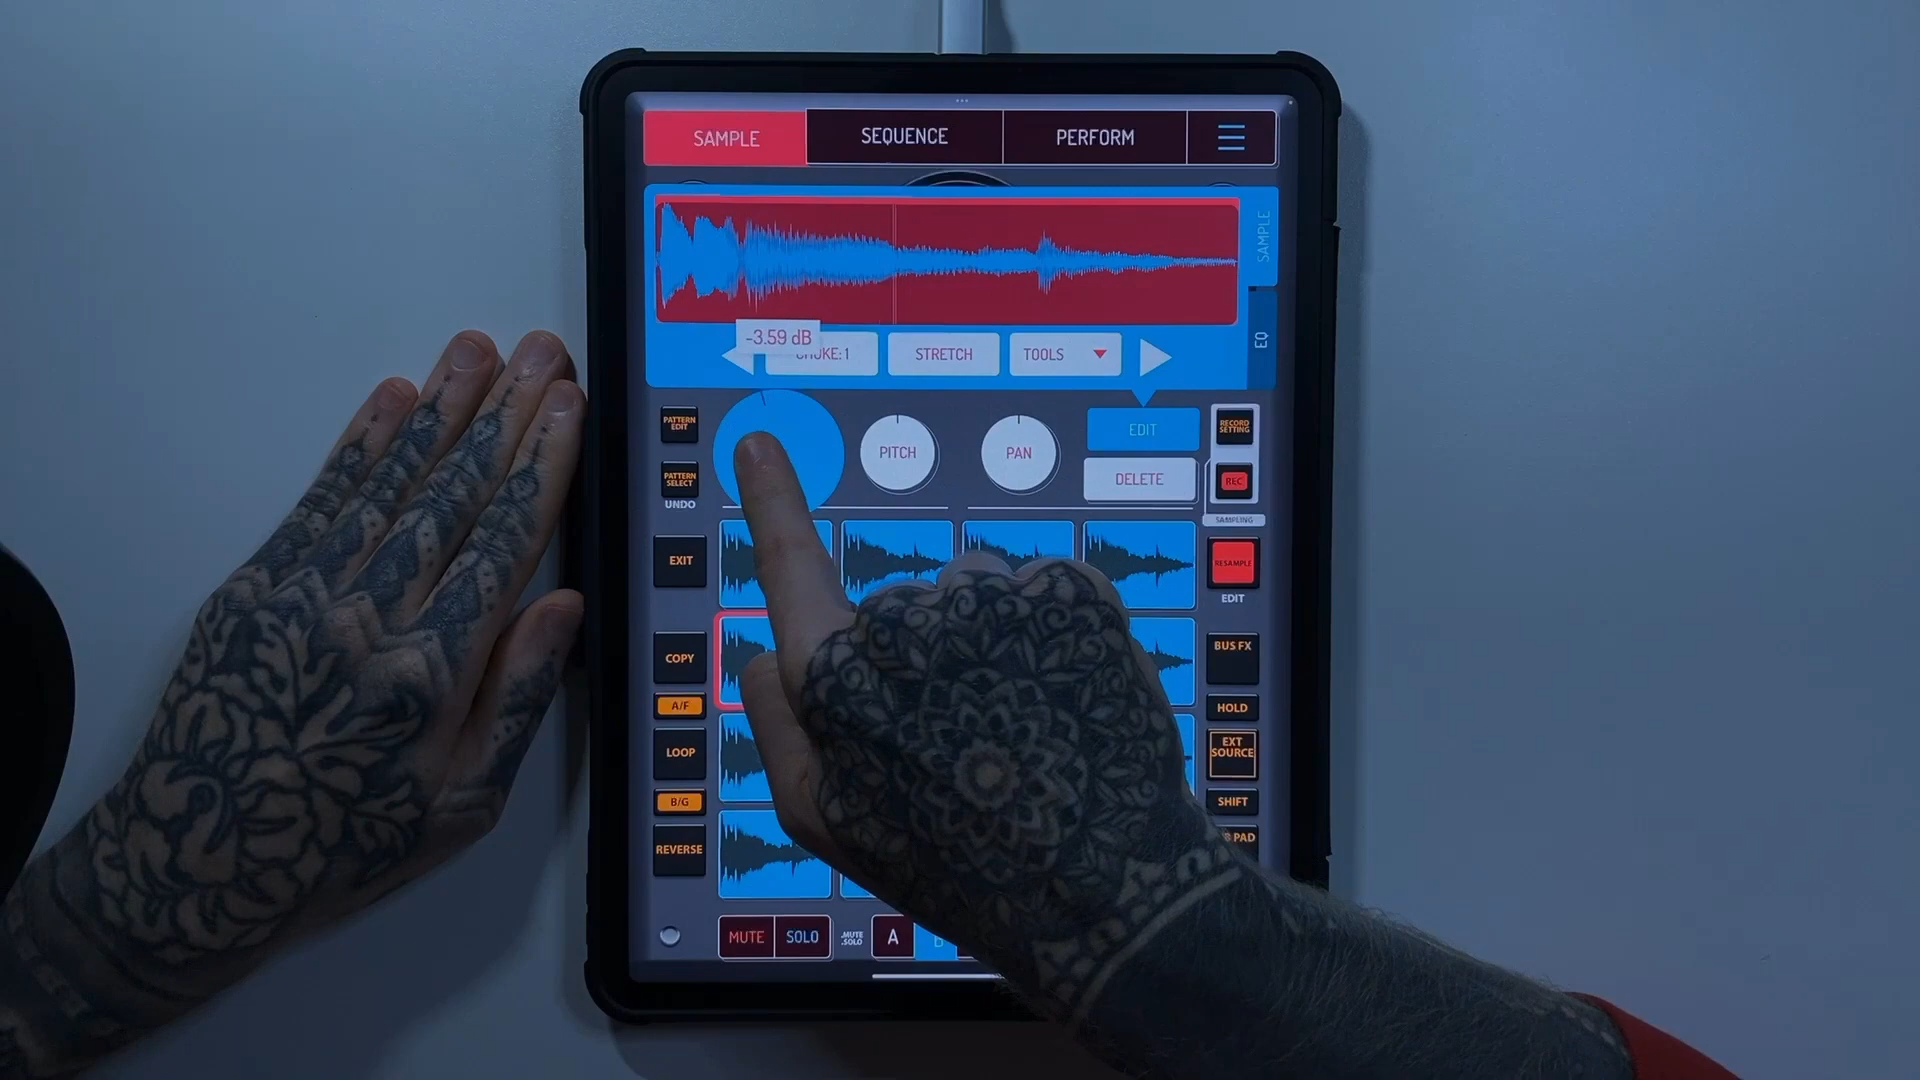 SAMPLE
SEQUENCE
PERFORM
SAMPLE
EQ
-3.59 dB
CHOKE: 1
STRETCH
TOOLS
PATTERN
EDIT
PITCH
PAN
EDIT
RECORD
SETTING
PATTERN
SELECT
UNDO
DELETE
REC
SAMPLING
EXIT
RESAMPLE
EDIT
COPY
BUS FX
A/F
HOLD
LOOP
EXT
SOURCE
B/G
SHIFT
REVERSE
PAD
MUTE
SOLO
.MUTE
.SOLO
A
B